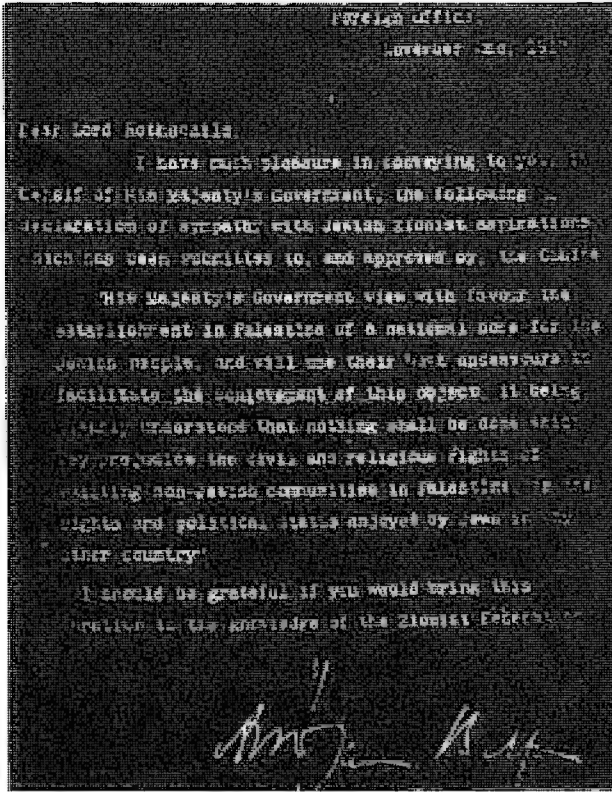 Foreign Office,
November 2nd, 1917
Dear Lord Rothschild,
I have much pleasure in conveying to you, on
behalf of His Majesty's Government, the following
declaration of sympathy with Jewish Zionist aspirations
which has been submitted to, and approved by, the Cabinet
"His Majesty's Government view with favour the
establishment in Palestine of a national home for the
Jewish people, and will use their best endeavours to
facilitate the achievement of this object, it being
clearly understood that nothing shall be done which
may prejudice the civil and religious rights of
existing non-Jewish communities in Palestine, or the
rights and political status enjoyed by Jews in any
other country"
I should be grateful if you would bring this
declaration to the knowledge of the Zionist Federation